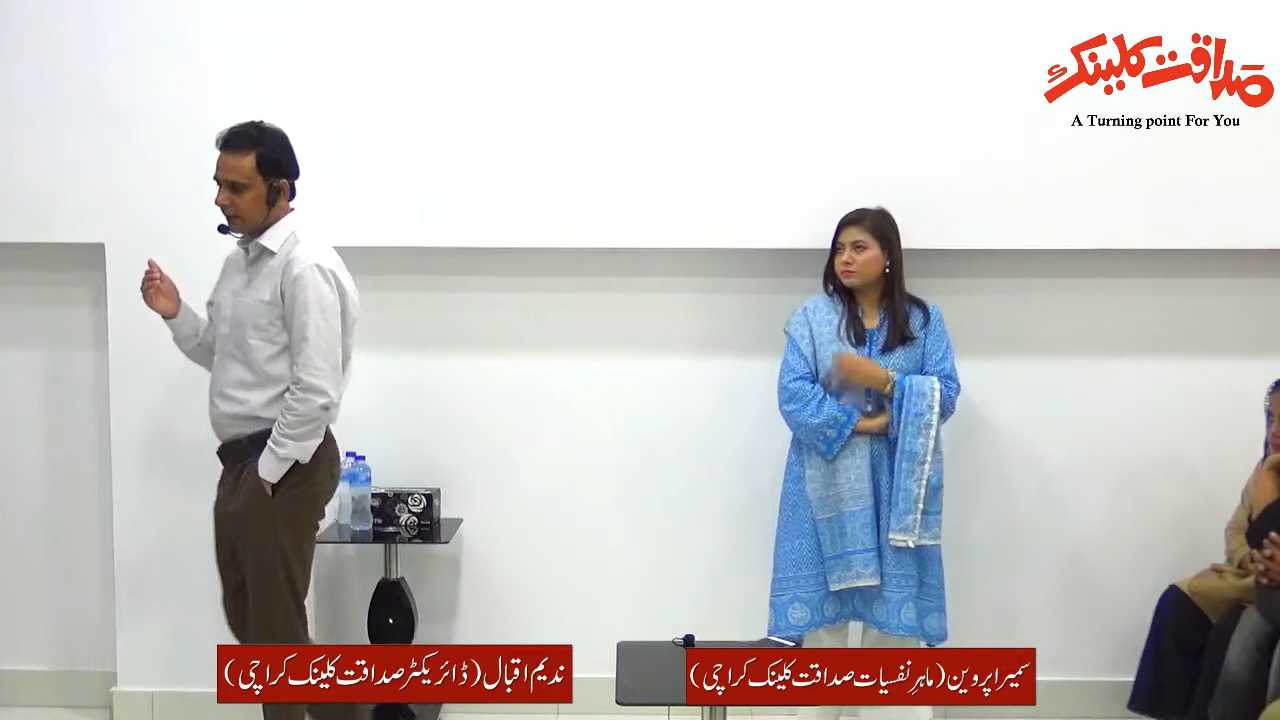 صداقت کلینک
A Turning point For You
ندیم اقبال (ڈائریکٹر صداقت کلینک کراچی)
سمیرا پروین (ماہرِ نفسیات صداقت کلینک کراچی)